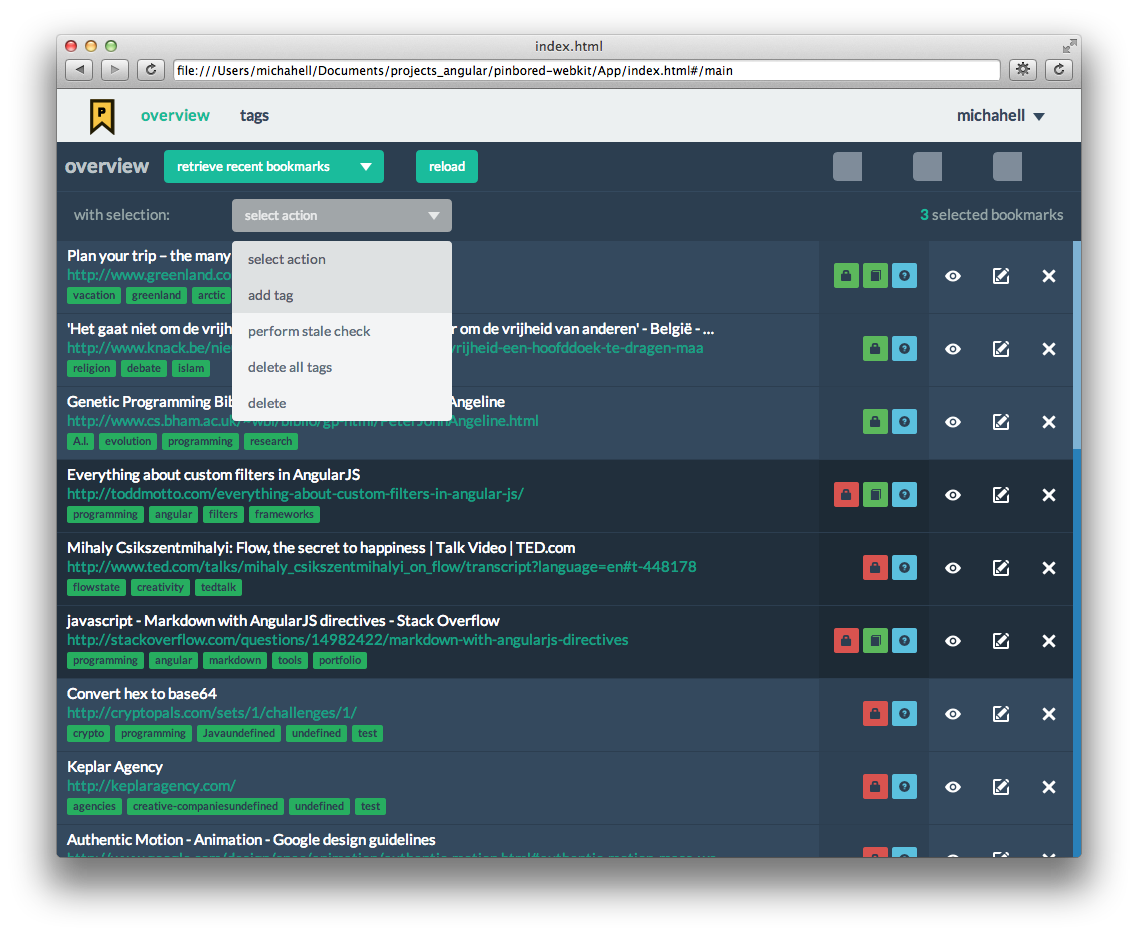 index.html
file:///Users/michahell/Documents/projects_angular/pinbored-webkit/App/index.html#/main
P overview tags michahell
overview retrieve recent bookmarks reload
with selection: select action 3 selected bookmarks
select action
add tag
perform stale check
delete all tags
delete
Plan your trip – the many
http://www.greenland.co
vacation greenland arctic
'Het gaat niet om de vrijh r om de vrijheid van anderen' - België - ...
http://www.knack.be/nie vrijheid-een-hoofddoek-te-dragen-maa
religion debate islam
Genetic Programming Bib Angeline
http://www.cs.bham.ac.uk/~wbl/biblio/gp-html/PeterJohnAngeline.html
A.I. evolution programming research
Everything about custom filters in AngularJS
http://toddmotto.com/everything-about-custom-filters-in-angular-js/
programming angular filters frameworks
Mihaly Csikszentmihalyi: Flow, the secret to happiness | Talk Video | TED.com
http://www.ted.com/talks/mihaly_csikszentmihalyi_on_flow/transcript?language=en#t-448178
flowstate creativity tedtalk
javascript - Markdown with AngularJS directives - Stack Overflow
http://stackoverflow.com/questions/14982422/markdown-with-angularjs-directives
programming angular markdown tools portfolio
Convert hex to base64
http://cryptopals.com/sets/1/challenges/1/
crypto programming Javaundefined undefined test
Keplar Agency
http://keplaragency.com/
agencies creative-companiesundefined undefined test
Authentic Motion - Animation - Google design guidelines